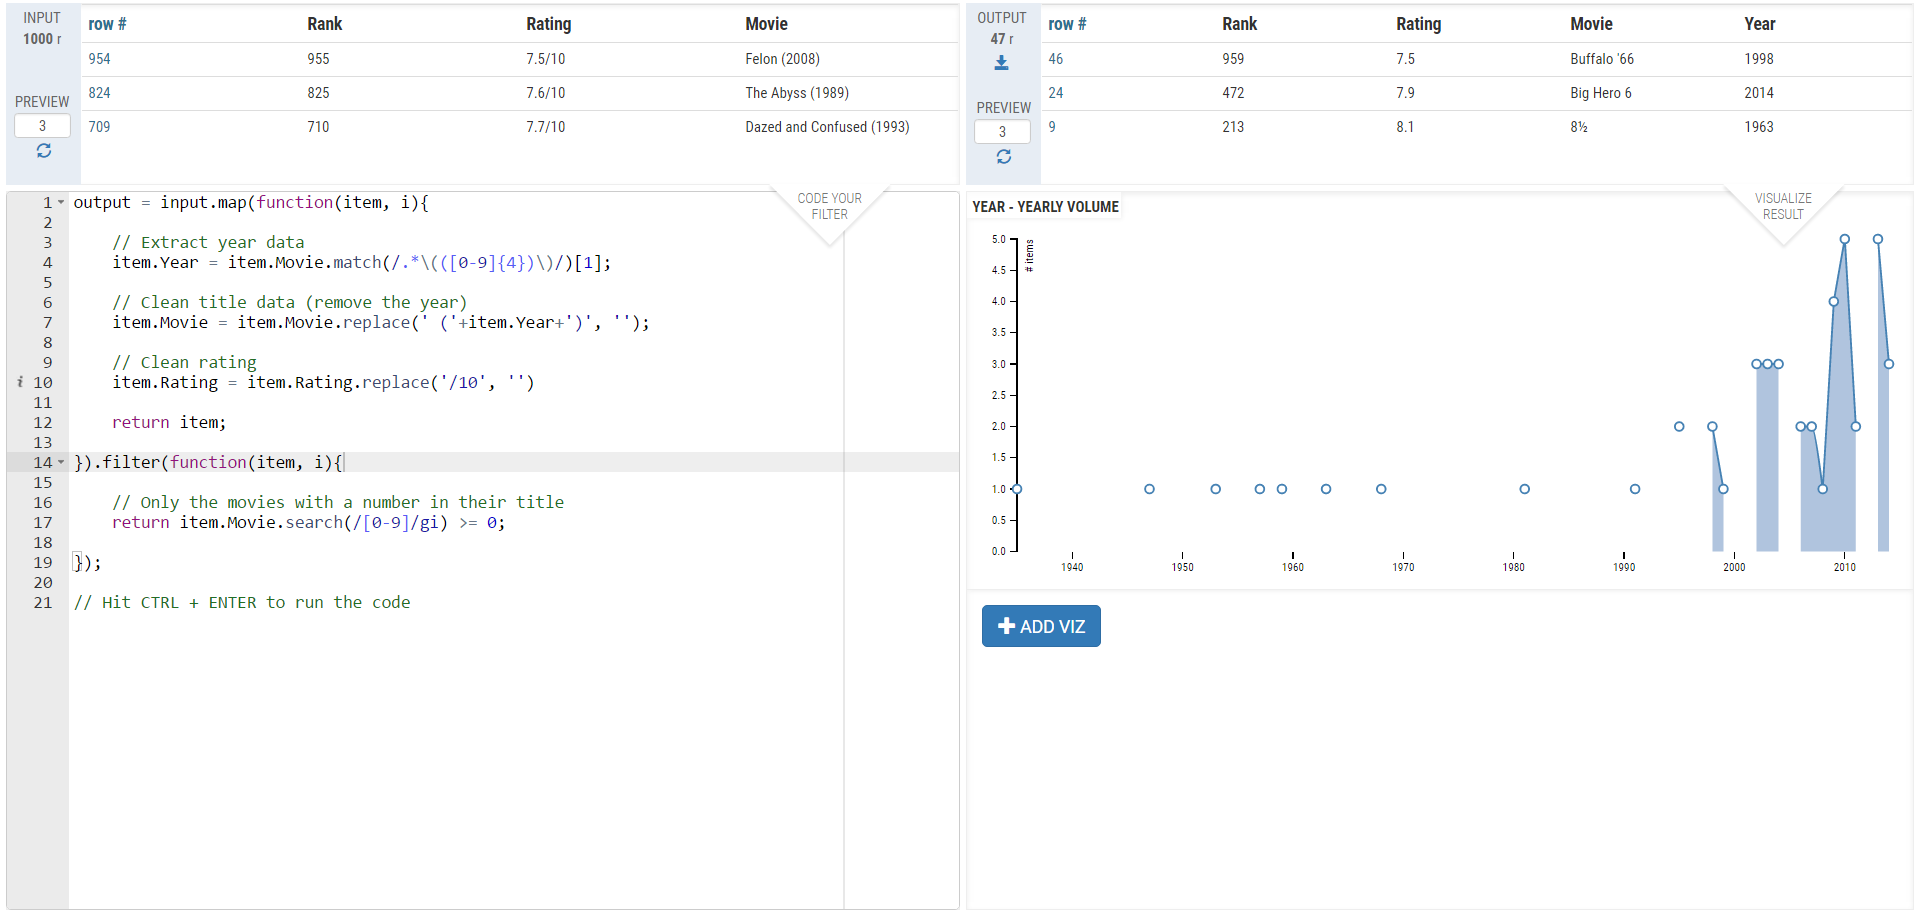 INPUT
1000 r
PREVIEW
3
row # Rank Rating Movie
954 955 7.5/10 Felon (2008)
824 825 7.6/10 The Abyss (1989)
709 710 7.7/10 Dazed and Confused (1993)
OUTPUT
47 r
PREVIEW
3
row # Rank Rating Movie Year
46 959 7.5 Buffalo '66 1998
24 472 7.9 Big Hero 6 2014
9 213 8.1 8½ 1963
CODE YOUR
FILTER
1 output = input.map(function(item, i){
2
3 // Extract year data
4 item.Year = item.Movie.match(/.*\(([0-9]{4})\)/)[1];
5
6 // Clean title data (remove the year)
7 item.Movie = item.Movie.replace(' ('+item.Year+')', '');
8
9 // Clean rating
i 10 item.Rating = item.Rating.replace('/10', '')
11
12 return item;
13
14 }).filter(function(item, i){
15
16 // Only the movies with a number in their title
17 return item.Movie.search(/[0-9]/gi) >= 0;
18
19 });
20
21 // Hit CTRL + ENTER to run the code
VISUALIZE
RESULT
YEAR - YEARLY VOLUME
# items
5.0
4.5
4.0
3.5
3.0
2.5
2.0
1.5
1.0
0.5
0.0
1940 1950 1960 1970 1980 1990 2000 2010
ADD VIZ